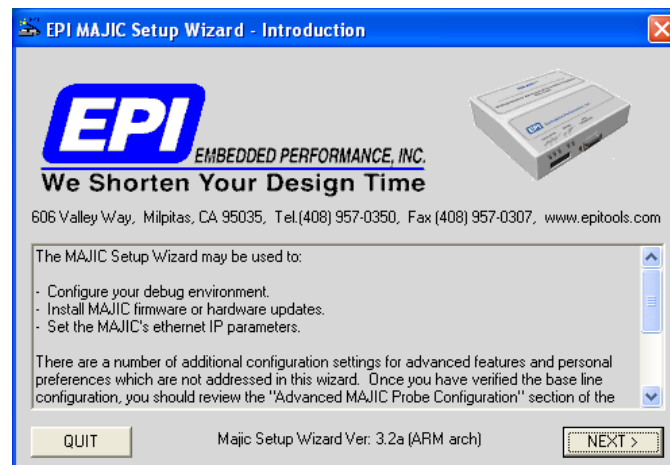 EPI MAJIC Setup Wizard - Introduction
EPI
EMBEDDED PERFORMANCE, INC.
We Shorten Your Design Time
606 Valley Way, Milpitas, CA 95035, Tel.(408) 957-0350, Fax (408) 957-0307, www.epitools.com
The MAJIC Setup Wizard may be used to:
- Configure your debug environment.
- Install MAJIC firmware or hardware updates.
- Set the MAJIC's ethernet IP parameters.
There are a number of additional configuration settings for advanced features and personal
preferences which are not addressed in this wizard. Once you have verified the base line
configuration, you should review the "Advanced MAJIC Probe Configuration" section of the
QUIT
Majic Setup Wizard Ver: 3.2a (ARM arch)
NEXT >